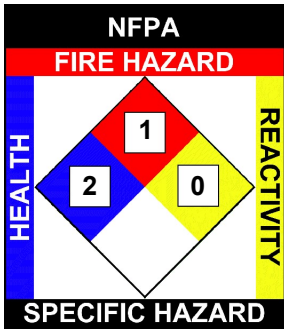 NFPA
FIRE HAZARD
HEALTH
1
2
0
REACTIVITY
SPECIFIC HAZARD